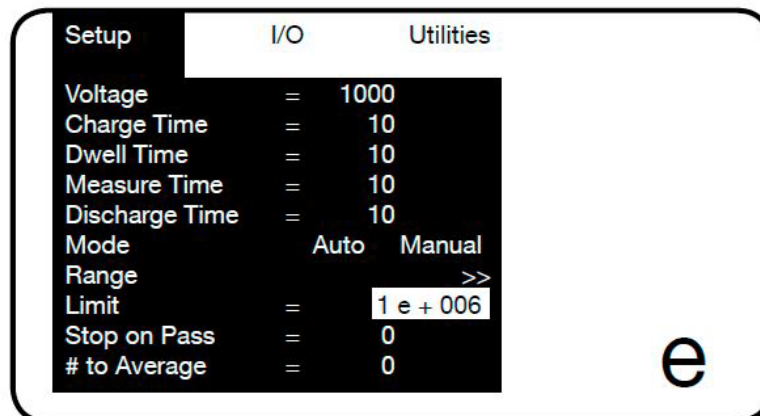 Setup I/O Utilities
Voltage = 1000
Charge Time = 10
Dwell Time = 10
Measure Time = 10
Discharge Time = 10
Mode Auto Manual
Range >>
Limit = 1 e + 006
Stop on Pass = 0
# to Average = 0
e